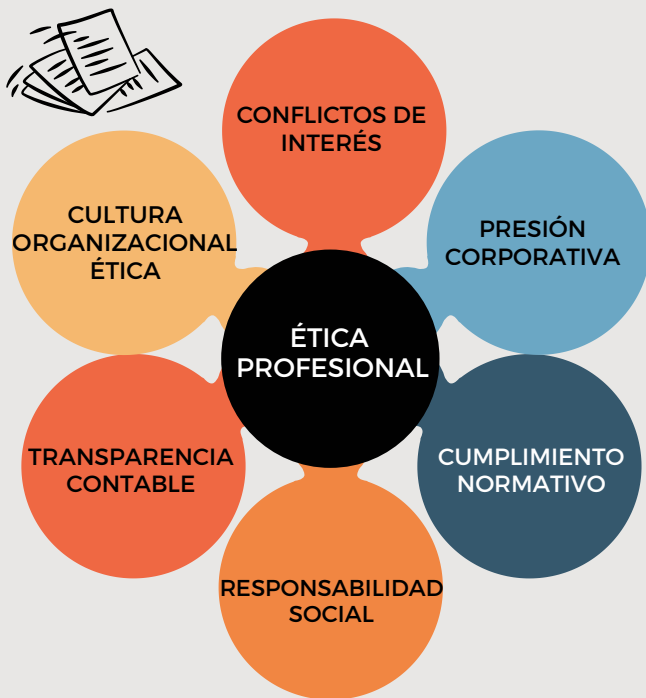 CONFLICTOS DE
INTERÉS
CULTURA
ORGANIZACIONAL
ÉTICA
PRESIÓN
CORPORATIVA
ÉTICA
PROFESIONAL
TRANSPARENCIA
CONTABLE
CUMPLIMIENTO
NORMATIVO
RESPONSABILIDAD
SOCIAL